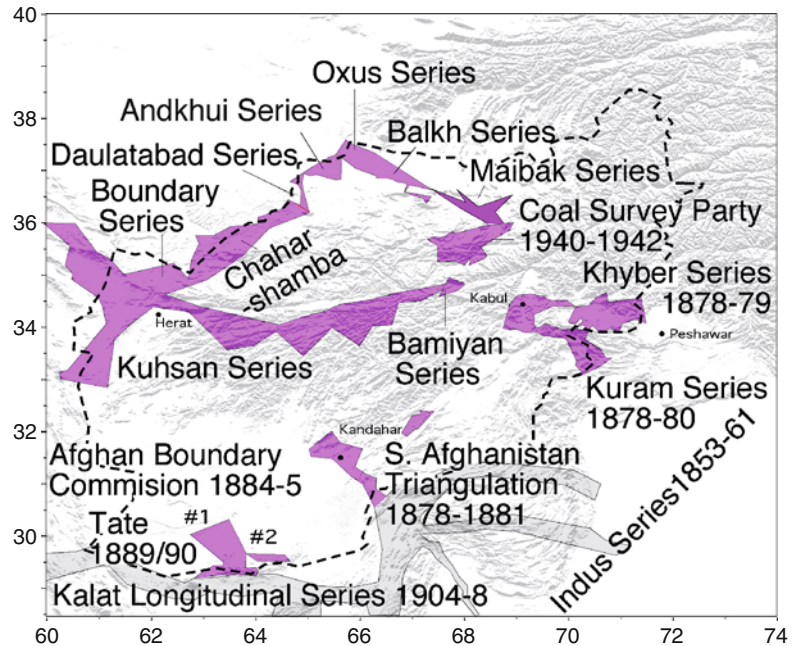 40
38
36
34
32
30
60
62
64
66
68
70
72
74
Oxus Series
Andkhui Series
Balkh Series
Daulatabad Series
Maibak Series
Boundary
Series
Coal Survey Party
1940-1942
Chahar
-shamba
Khyber Series
1878-79
Kabul
Herat
Peshawar
Kuhsan Series
Bamiyan
Series
Kuram Series
1878-80
Kandahar
Afghan Boundary
Commision 1884-5
S. Afghanistan
Triangulation
1878-1881
Indus Series 1853-61
#1
#2
Tate
1889/90
Kalat Longitudinal Series 1904-8